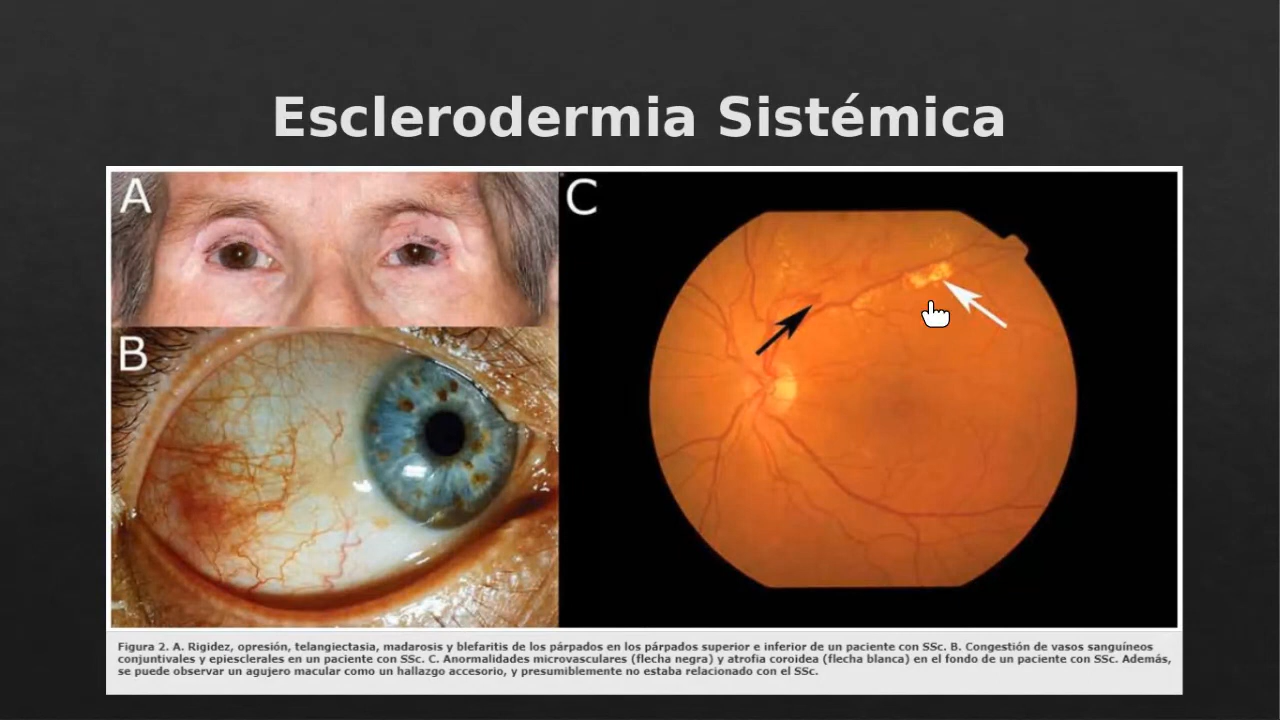 Esclerodermia Sistémica
A
B
C
Figura 2. A. Rigidez, opresión, telangiectasia, madarosis y blefaritis de los párpados en los párpados superior e inferior de un paciente con SSc. B. Congestión de vasos sanguíneos
conjuntivales y epiesclerales en un paciente con SSc. C. Anormalidades microvasculares (flecha negra) y atrofia coroidea (flecha blanca) en el fondo de un paciente con SSc. Además,
se puede observar un agujero macular como un hallazgo accesorio, y presumiblemente no estaba relacionado con el SSc.